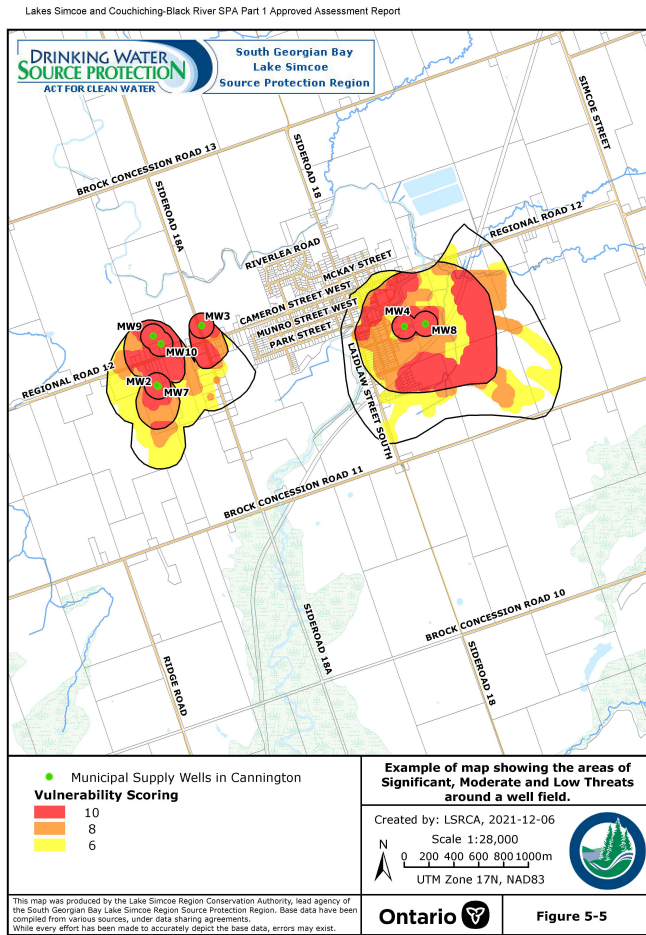 Lakes Simcoe and Couchiching-Black River SPA Part 1 Approved Assessment Report
DRINKING WATER
SOURCE PROTECTION
ACT FOR CLEAN WATER
South Georgian Bay
Lake Simcoe
Source Protection Region
SIMCOE STREET
BROCK CONCESSION ROAD 13
SIDEROAD 18
SIDEROAD 18A
REGIONAL ROAD 12
RIVERLEA ROAD
MCKAY STREET
CAMERON STREET WEST
MUNRO STREET WEST
PARK STREET
MW9
MW3
MW10
MW4
MW8
MW2
MW7
REGIONAL ROAD 12
LAIDLAW STREET SOUTH
BROCK CONCESSION ROAD 11
BROCK CONCESSION ROAD 10
SIDEROAD 18A
RIDGE ROAD
SIDEROAD 18
Municipal Supply Wells in Cannington
Vulnerability Scoring
10
8
6
Example of map showing the areas of
Significant, Moderate and Low Threats
around a well field.
Created by: LSRCA, 2021-12-06
Scale 1:28,000
N
0 200 400 600 800 1000m
UTM Zone 17N, NAD83
This map was produced by the Lake Simcoe Region Conservation Authority, lead agency of
the South Georgian Bay Lake Simcoe Region Source Protection Region. Base data have been
compiled from various sources, under data sharing agreements.
While every effort has been made to accurately depict the base data, errors may exist.
Ontario
Figure 5-5